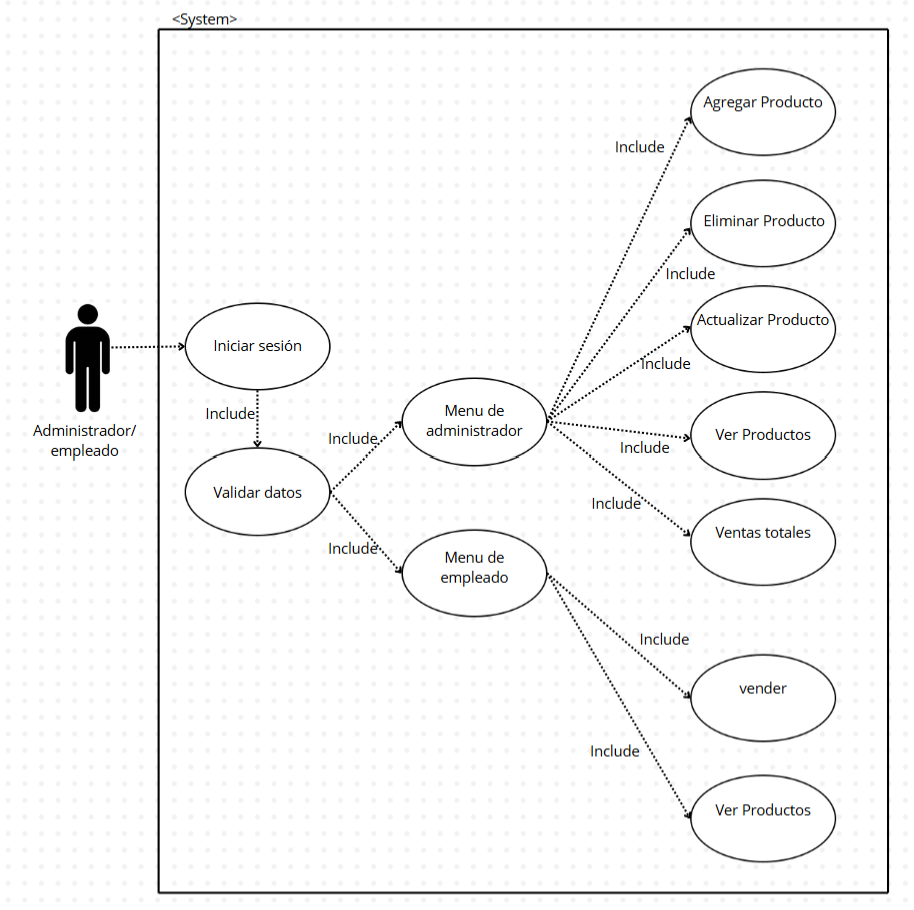 <System>
Agregar Producto
Include
Eliminar Producto
Include
Actualizar Producto
Iniciar sesión
Include
Administrador/
empleado
Include
Menu de
administrador
Include
Ver Productos
Include
Validar datos
Include
Ventas totales
Include
Menu de
empleado
Include
vender
Include
Ver Productos